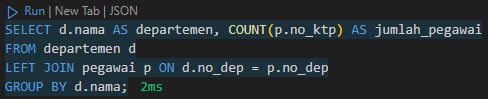 Run | New Tab | JSON
SELECT d.nama AS departemen, COUNT(p.no_ktp) AS jumlah_pegawai
FROM departemen d
LEFT JOIN pegawai p ON d.no_dep = p.no_dep
GROUP BY d.nama; 2ms